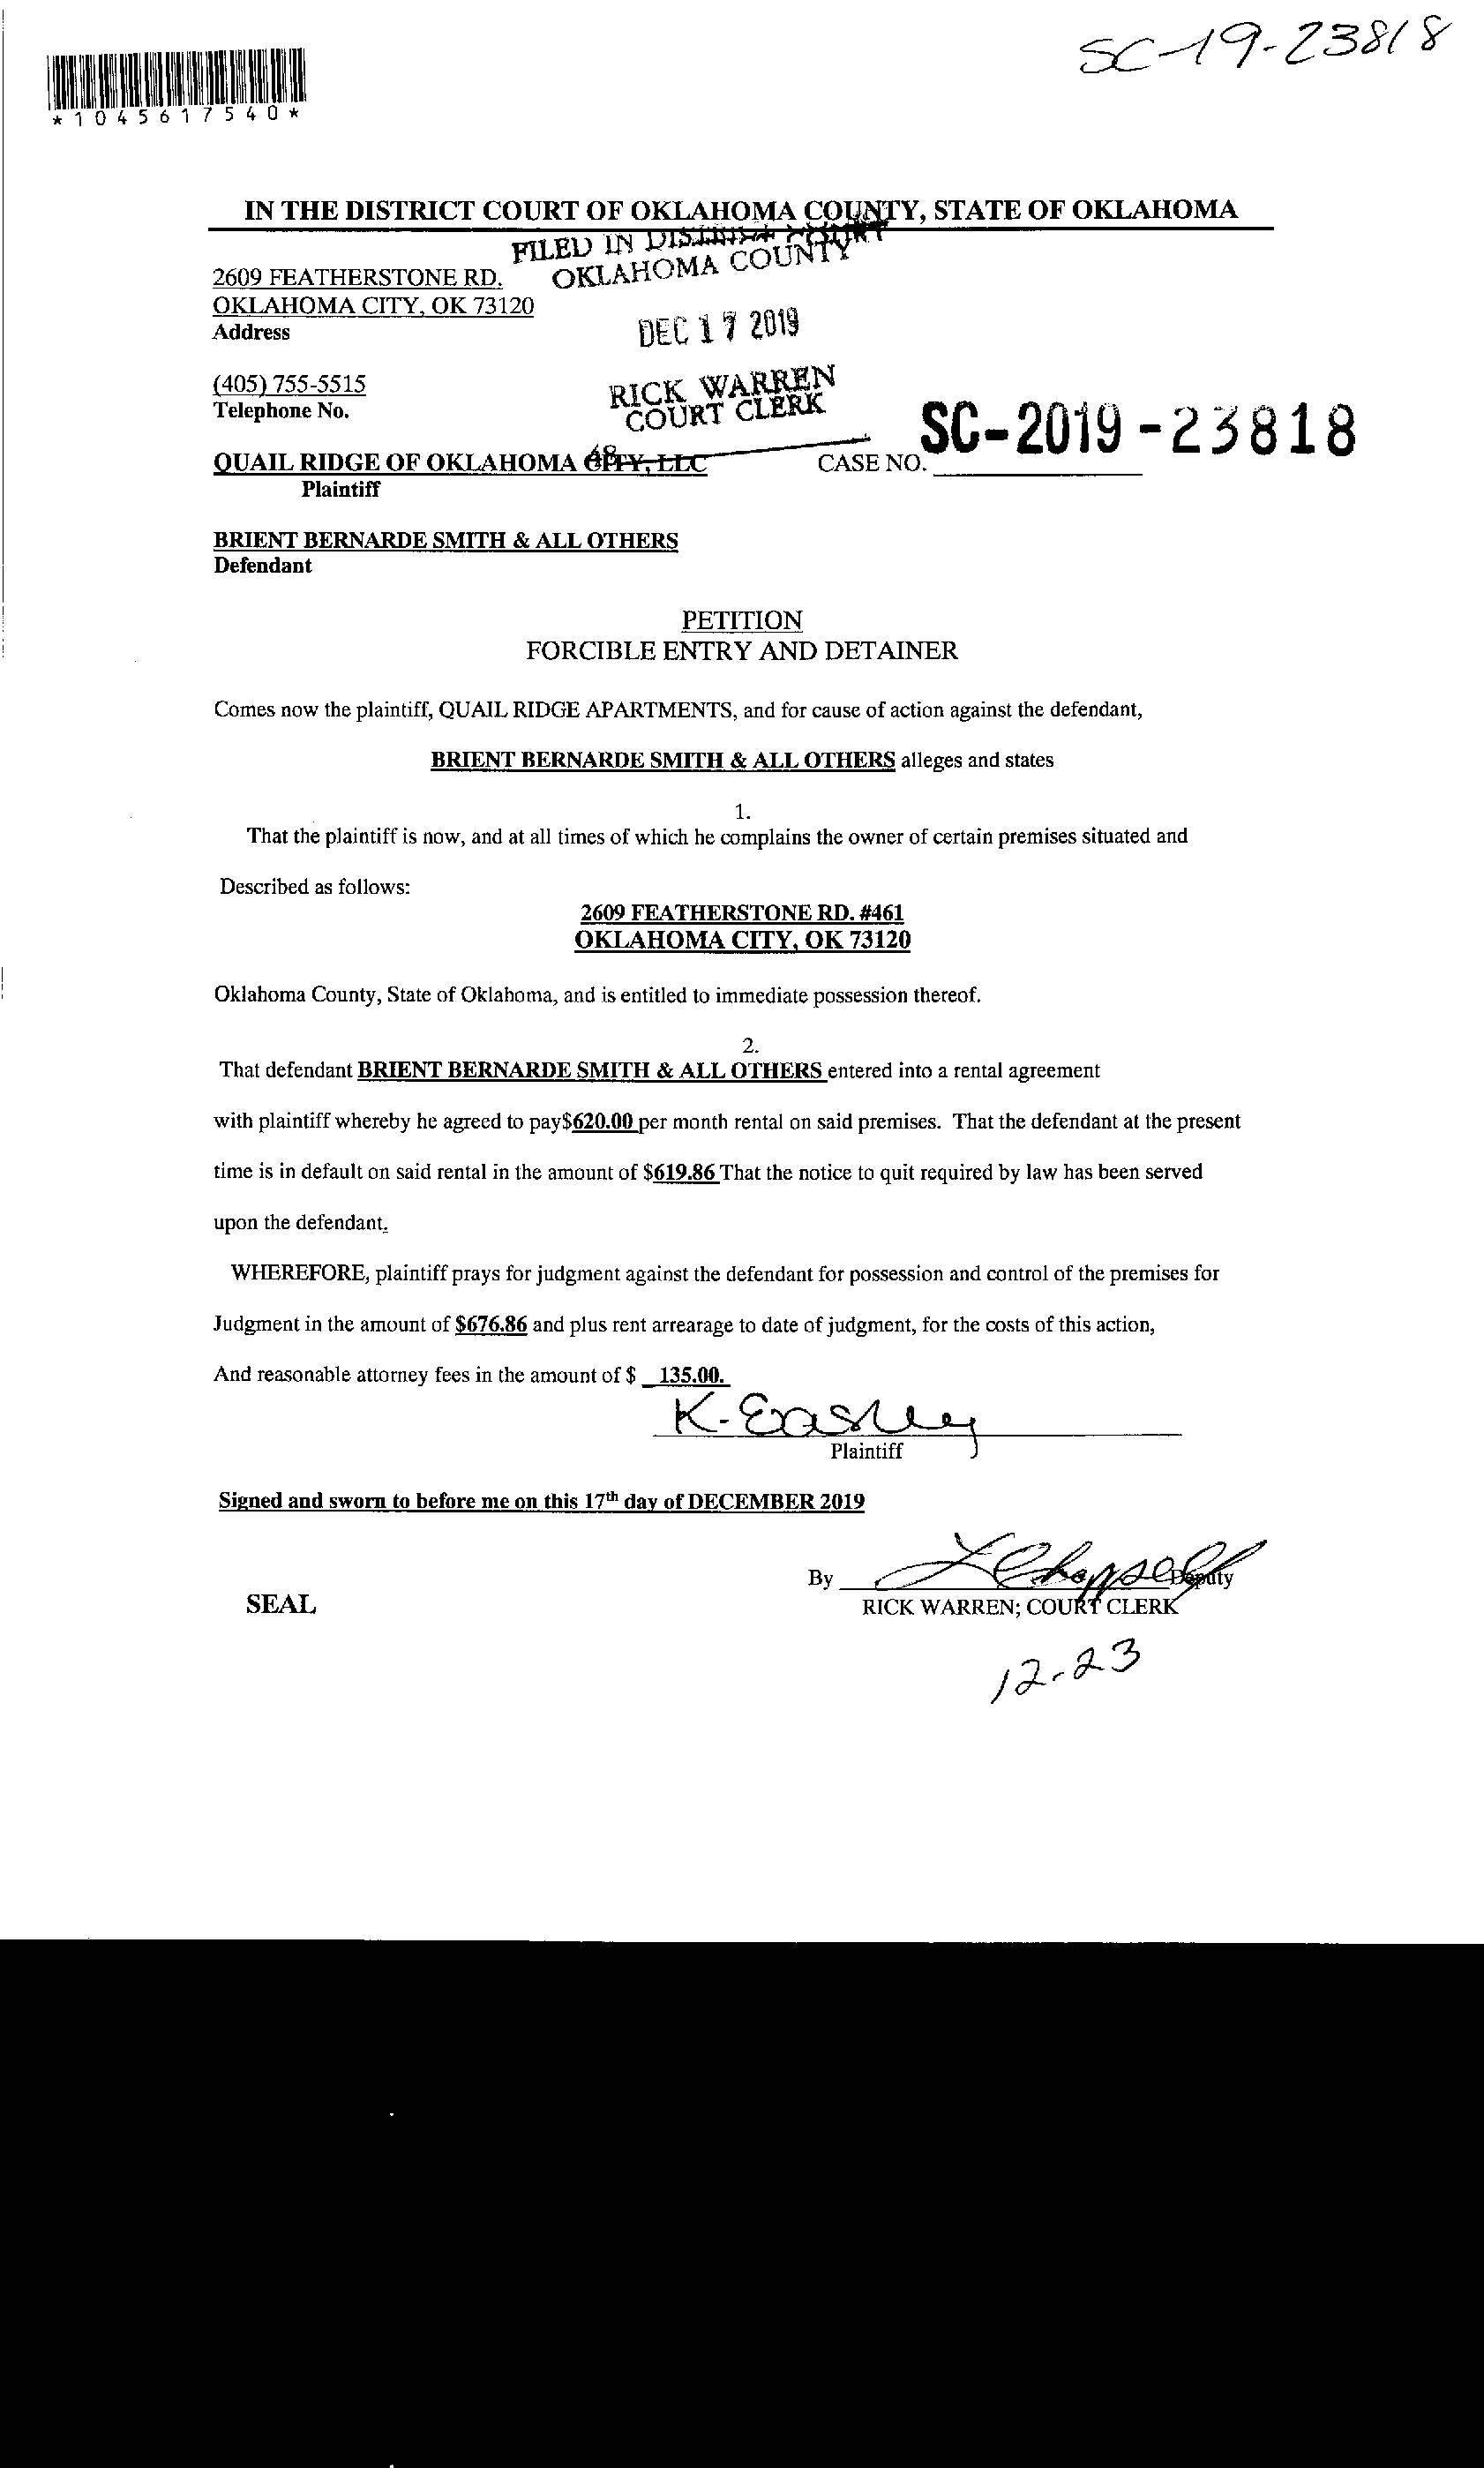 SC-19-23818
*1045617540*
IN THE DISTRICT COURT OF OKLAHOMA COUNTY, STATE OF OKLAHOMA
FILED IN DISTRICT COURT
OKLAHOMA COUNTY
2609 FEATHERSTONE RD.
OKLAHOMA CITY, OK 73120
Address
DEC 17 2019
(405) 755-5515
Telephone No.
RICK WARREN
COURT CLERK
SC-2019-23818
48
QUAIL RIDGE OF OKLAHOMA CITY, LLC CASE NO.
Plaintiff
BRIENT BERNARDE SMITH & ALL OTHERS
Defendant
PETITION
FORCIBLE ENTRY AND DETAINER
Comes now the plaintiff, QUAIL RIDGE APARTMENTS, and for cause of action against the defendant,
BRIENT BERNARDE SMITH & ALL OTHERS alleges and states
1.
That the plaintiff is now, and at all times of which he complains the owner of certain premises situated and
Described as follows:
2609 FEATHERSTONE RD. #461
OKLAHOMA CITY, OK 73120
Oklahoma County, State of Oklahoma, and is entitled to immediate possession thereof.
2.
That defendant BRIENT BERNARDE SMITH & ALL OTHERS entered into a rental agreement
with plaintiff whereby he agreed to pay$620.00 per month rental on said premises. That the defendant at the present
time is in default on said rental in the amount of $619.86 That the notice to quit required by law has been served
upon the defendant.
WHEREFORE, plaintiff prays for judgment against the defendant for possession and control of the premises for
Judgment in the amount of $676.86 and plus rent arrearage to date of judgment, for the costs of this action,
And reasonable attorney fees in the amount of $ 135.00.
K. Easley
Plaintiff
Signed and sworn to before me on this 17th day of DECEMBER 2019
By Deputy
SEAL
RICK WARREN; COURT CLERK
12-23